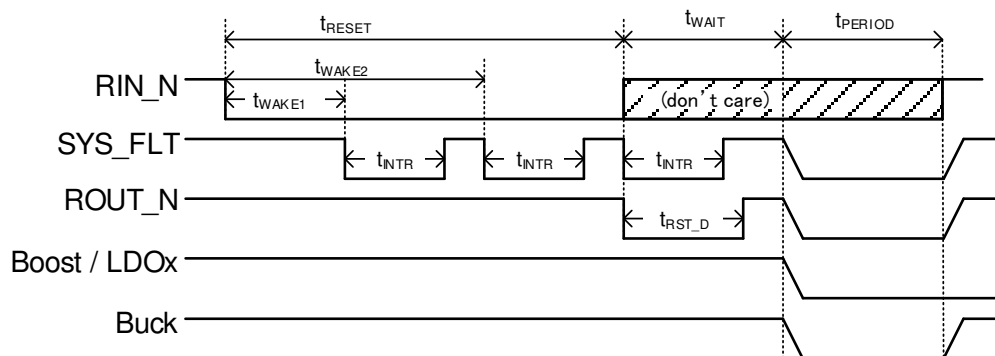 tRESET tWAIT tPERIOD
tWAKE2
RIN_N
tWAKE1 (don't care)
SYS_FLT
tINTR tINTR tINTR
ROUT_N
tRST_D
Boost / LDOx
Buck